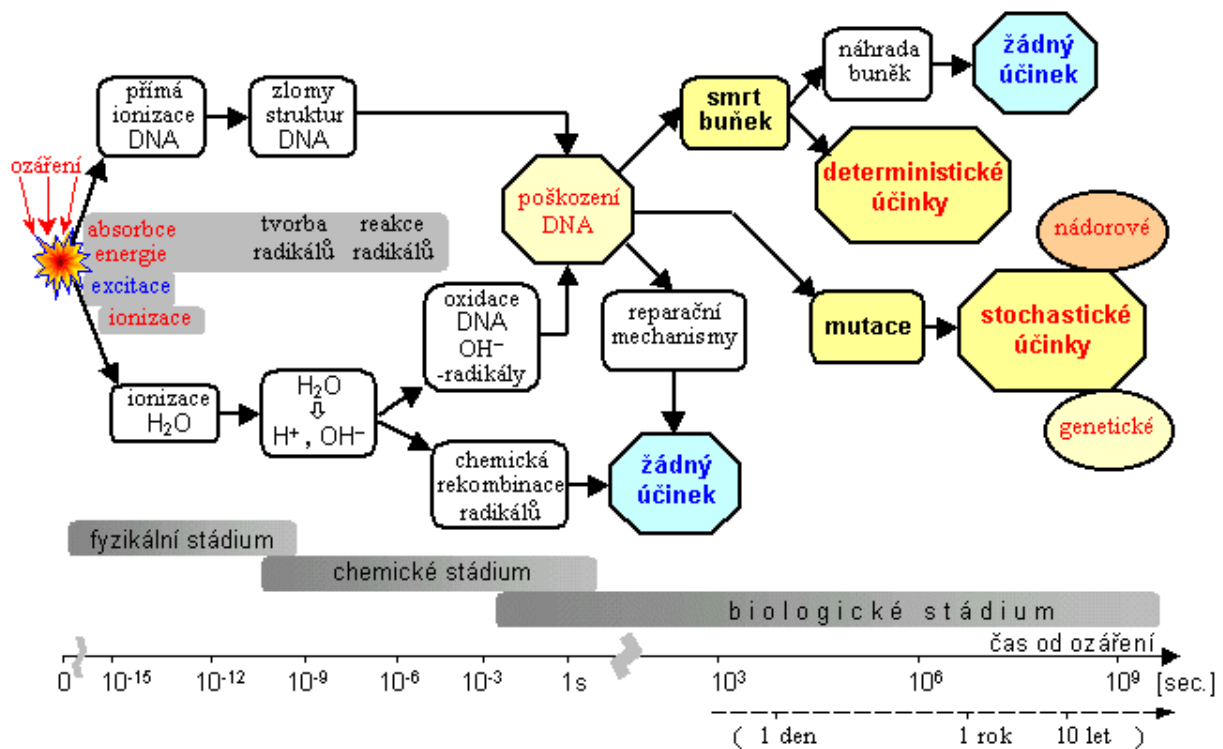 přímá
ionizace
DNA
zlomy
struktur
DNA
smrt
buňek
náhrada
buněk
žádný
účinek
ozáření
poškození
DNA
deterministické
účinky
absorbce
energie
tvorba
radikálů
reakce
radikálů
excitace
ionizace
nádorové
oxidace
DNA
OH⁻
-radikály
reparační
mechanismy
mutace
stochastické
účinky
ionizace
H₂O
H₂O
⇩
H⁺ , OH⁻
genetické
chemická
rekombinace
radikálů
žádný
účinek
fyzikální stádium
chemické stádium
biologické stádium
čas od ozáření
0 10⁻¹⁵ 10⁻¹² 10⁻⁹ 10⁻⁶ 10⁻³ 1s 10³ 10⁶ 10⁹ [sec.]
( 1 den 1 rok 10 let )